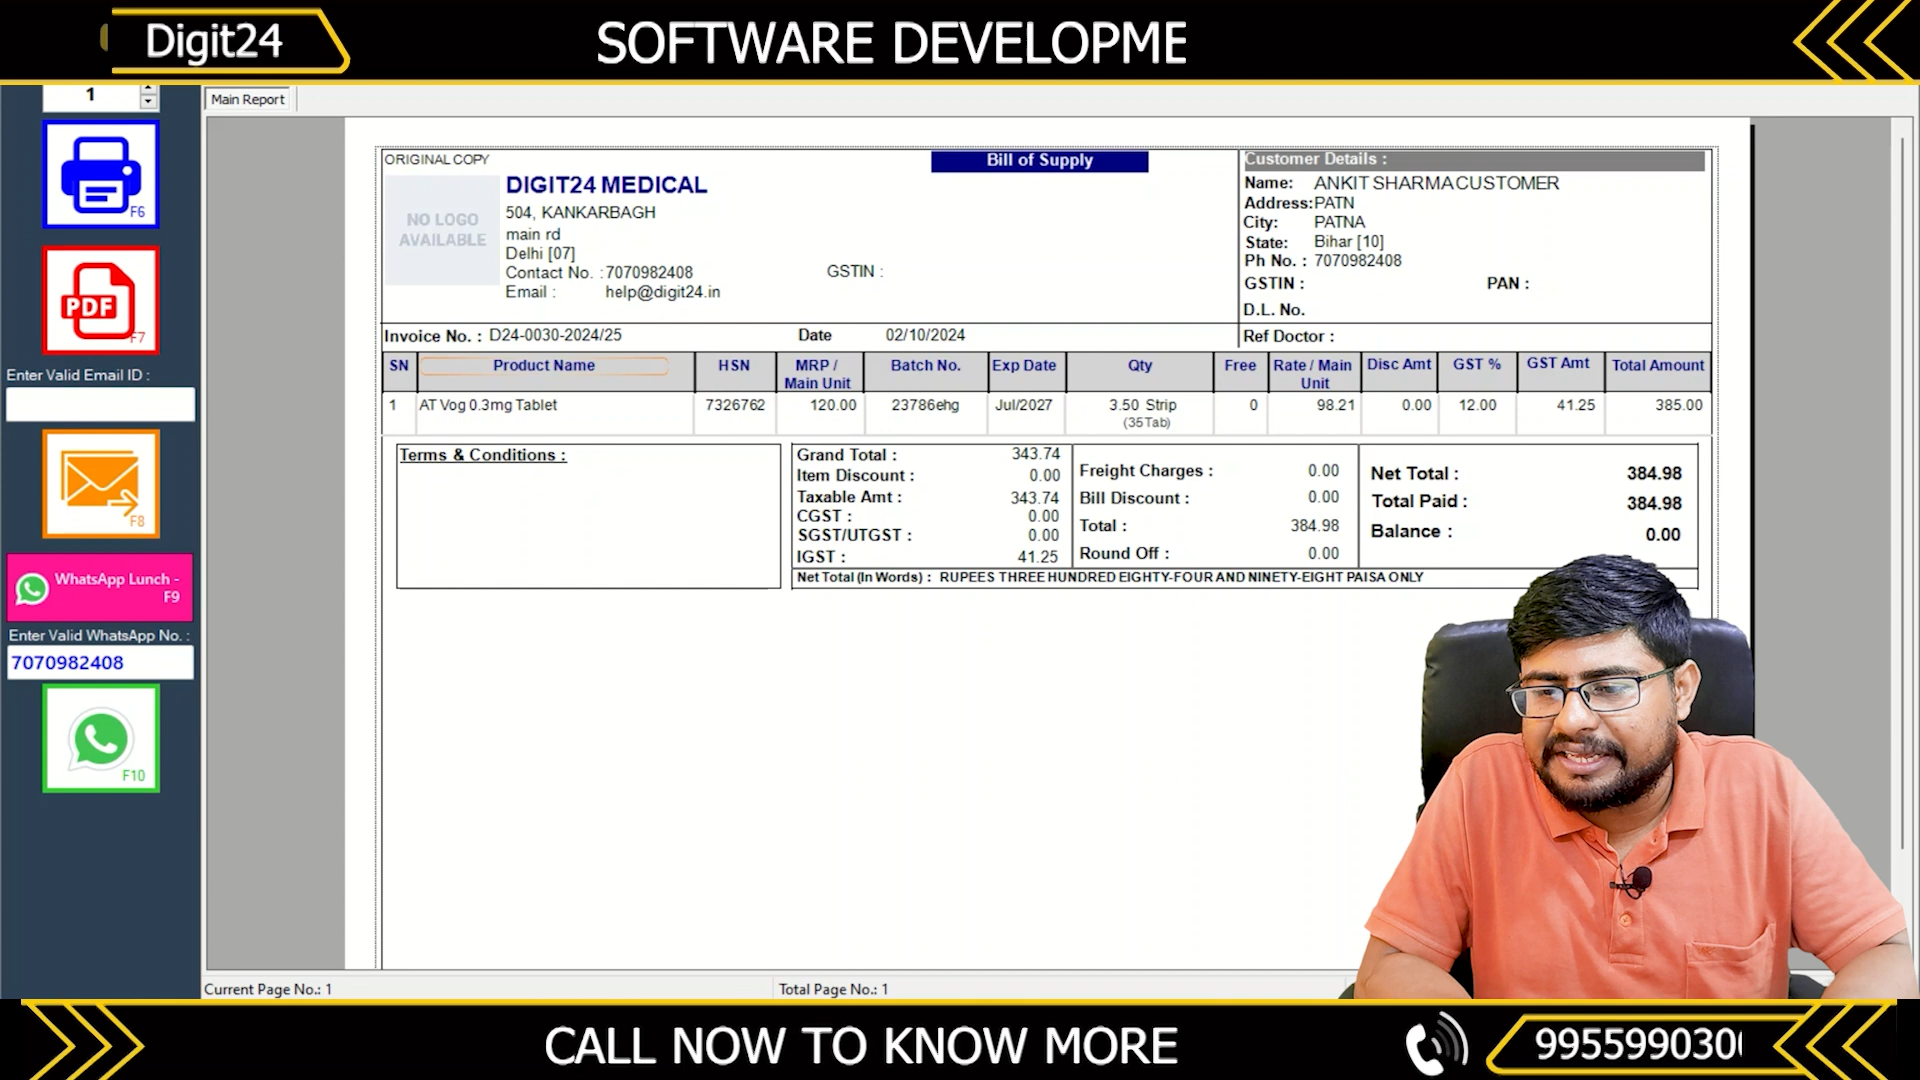 Digit24
SOFTWARE DEVELOPME
1
F6
PDF
F7
Enter Valid Email ID :
F8
WhatsApp Lunch -
F9
Enter Valid WhatsApp No. :
7070982408
F10
Main Report
ORIGINAL COPY
Bill of Supply
NO LOGO
AVAILABLE
DIGIT24 MEDICAL
504, KANKARBAGH
main rd
Delhi [07]
Contact No. : 7070982408
GSTIN :
Email : help@digit24.in
Customer Details :
Name: ANKIT SHARMA CUSTOMER
Address: PATN
City: PATNA
State: Bihar [10]
Ph No. : 7070982408
GSTIN : PAN :
D.L. No.
Invoice No. : D24-0030-2024/25 Date 02/10/2024 Ref Doctor :
SN Product Name HSN MRP / Main Unit Batch No. Exp Date Qty Free Rate / Main Unit Disc Amt GST % GST Amt Total Amount
1 AT Vog 0.3mg Tablet 7326762 120.00 23786ehg Jul/2027 3.50 Strip 0 98.21 0.00 12.00 41.25 385.00
(35Tab)
Terms & Conditions :
Grand Total : 343.74
Item Discount : 0.00
Taxable Amt : 343.74
CGST : 0.00
SGST/UTGST : 0.00
IGST : 41.25
Freight Charges : 0.00
Bill Discount : 0.00
Total : 384.98
Round Off : 0.00
Net Total : 384.98
Total Paid : 384.98
Balance : 0.00
Net Total (In Words) : RUPEES THREE HUNDRED EIGHTY-FOUR AND NINETY-EIGHT PAISA ONLY
Current Page No.: 1
Total Page No.: 1
CALL NOW TO KNOW MORE
995599030